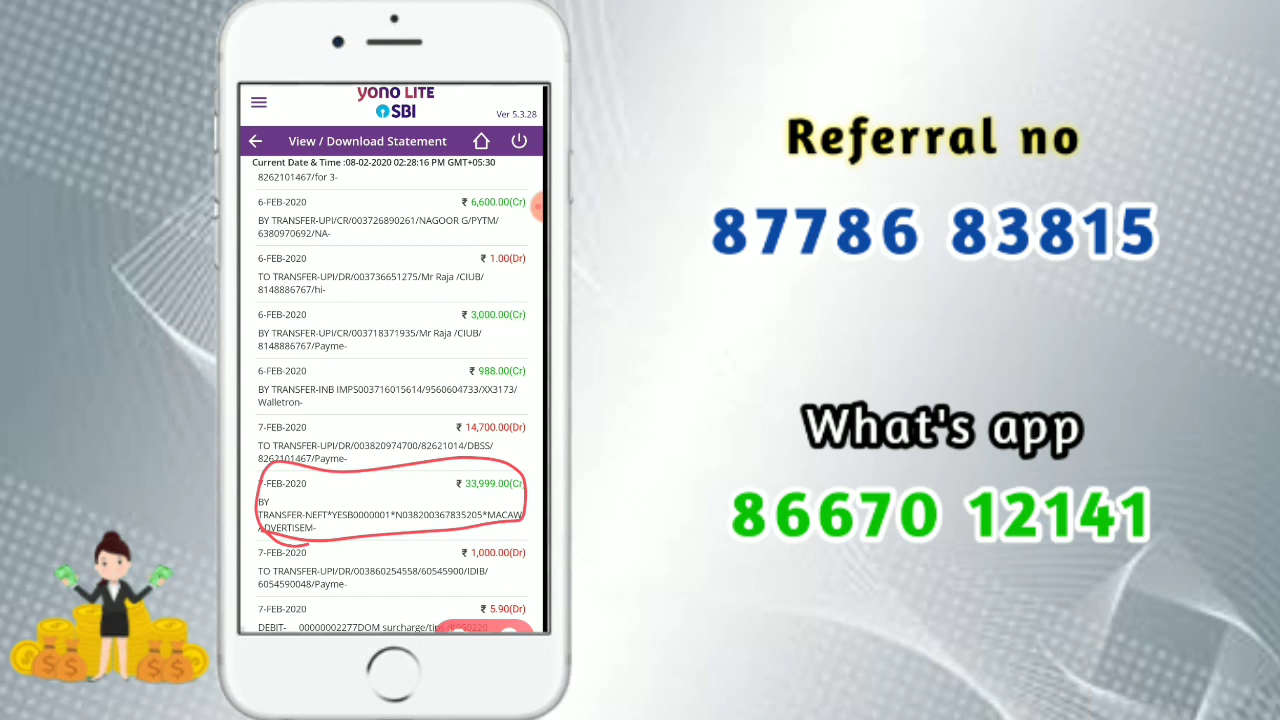 yono LITE
SBI
Ver 5.3.28
View / Download Statement
Current Date & Time :08-02-2020 02:28:16 PM GMT+05:30
8262101467/for 3-
6-FEB-2020 ₹ 6,600.00(Cr)
BY TRANSFER-UPI/CR/003726890261/NAGOOR G/PYTM/
6380970692/NA-
6-FEB-2020 ₹ 1.00(Dr)
TO TRANSFER-UPI/DR/003736651275/Mr Raja /CIUB/
8148886767/hi-
6-FEB-2020 ₹ 3,000.00(Cr)
BY TRANSFER-UPI/CR/003718371935/Mr Raja /CIUB/
8148886767/Payme-
6-FEB-2020 ₹ 988.00(Cr)
BY TRANSFER-INB IMPS003716015614/9560604733/XX3173/
Walletron-
7-FEB-2020 ₹ 14,700.00(Dr)
TO TRANSFER-UPI/DR/003820974700/82621014/DBSS/
8262101467/Payme-
7-FEB-2020 ₹ 33,999.00(Cr
BY
TRANSFER-NEFT*YESB0000001*N038200367835205*MACAW
ADVERTISEM-
7-FEB-2020 ₹ 1,000.00(Dr)
TO TRANSFER-UPI/DR/003860254558/60545900/IDIB/
6054590048/Payme-
7-FEB-2020 ₹ 5.90(Dr)
DEBIT- 00000002277DOM surcharge/tips
Referral no
87786 83815
What's app
86670 12141